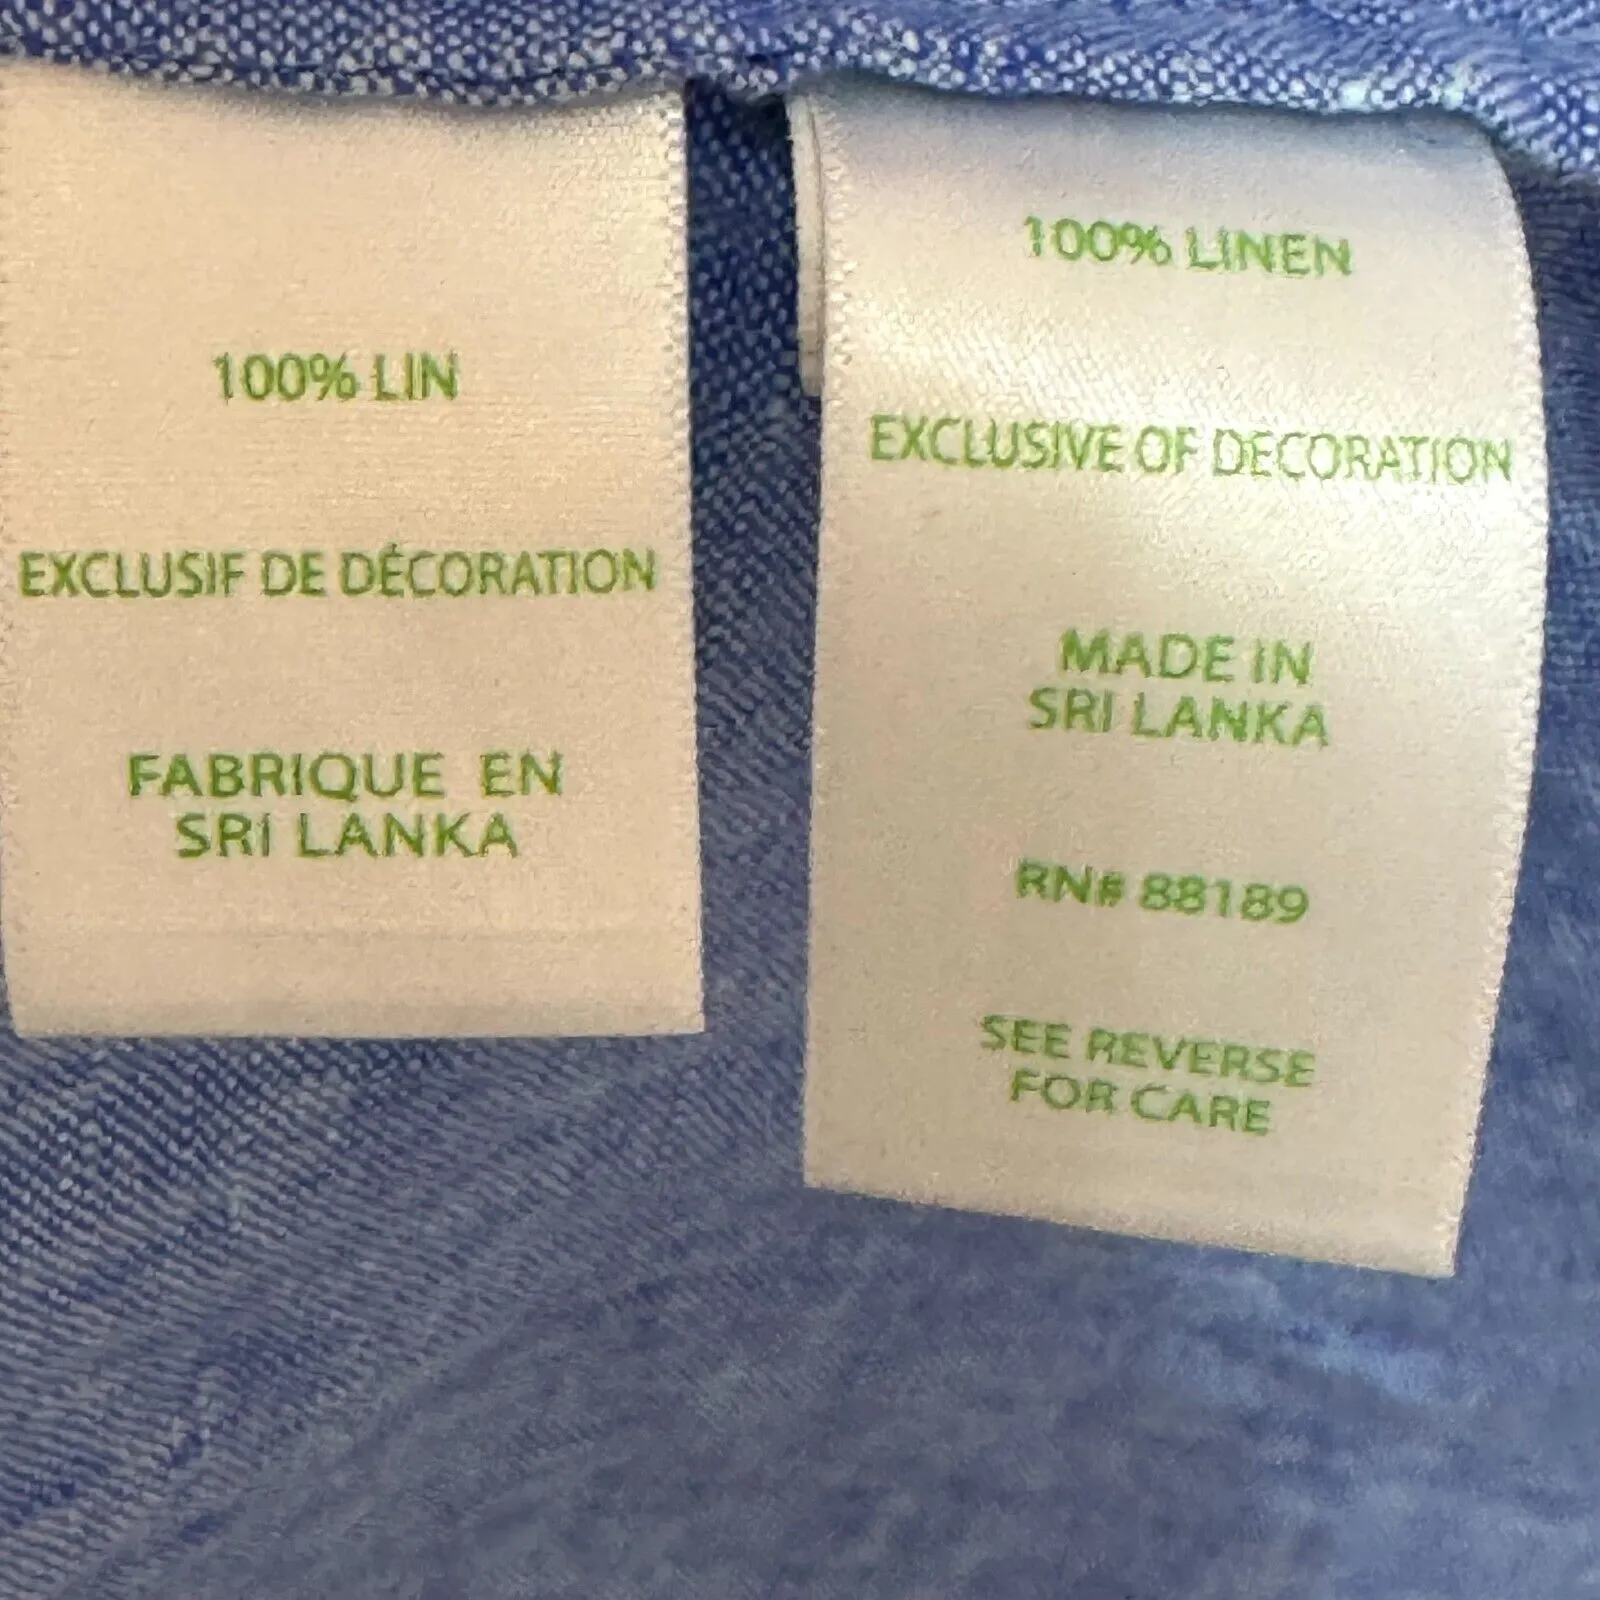 100% LIN
EXCLUSIF DE DÉCORATION
FABRIQUE EN
SRI LANKA
100% LINEN
EXCLUSIVE OF DECORATION
MADE IN
SRI LANKA
RN# 88189
SEE REVERSE
FOR CARE